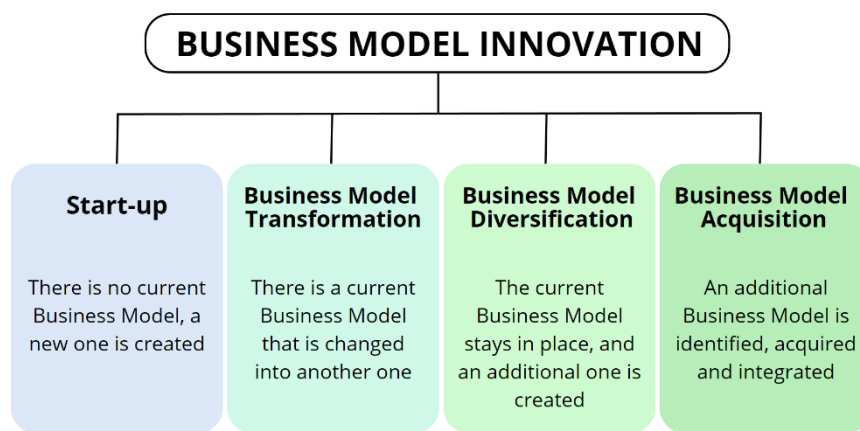 BUSINESS MODEL INNOVATION
Start-up
There is no current
Business Model, a
new one is created
Business Model
Transformation
There is a current
Business Model
that is changed
into another one
Business Model
Diversification
The current
Business Model
stays in place, and
an additional one is
created
Business Model
Acquisition
An additional
Business Model is
identified, acquired
and integrated